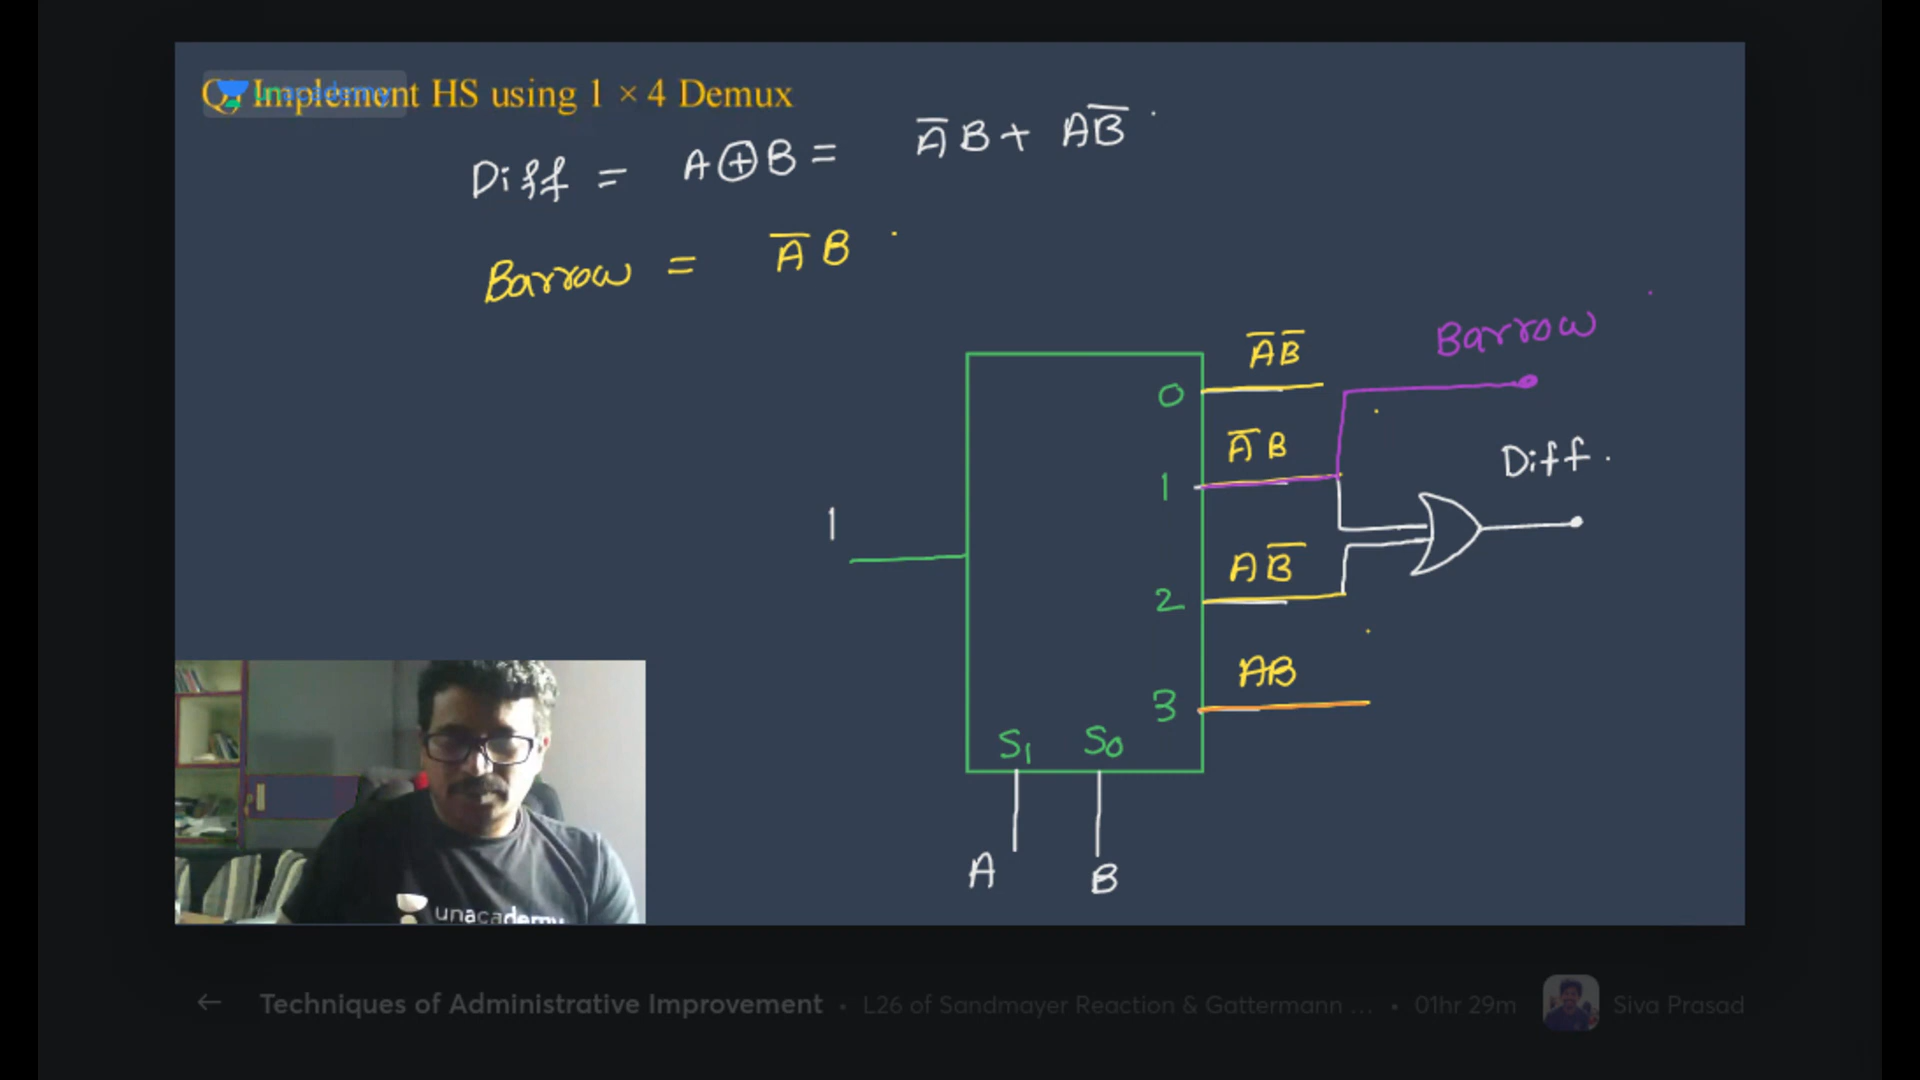 Q) Implement HS using 1 × 4 Demux
unacademy
Diff = A⊕B = A̅B + AB̅
Barrow = A̅B
A̅B̅
Barrow
0
A̅B
Diff.
1
1
AB̅
2
AB
3
S1 S0
A B
unacademy
← Techniques of Administrative Improvement • L26 of Sandmayer Reaction & Gattermann ... • 01hr 29m Siva Prasad